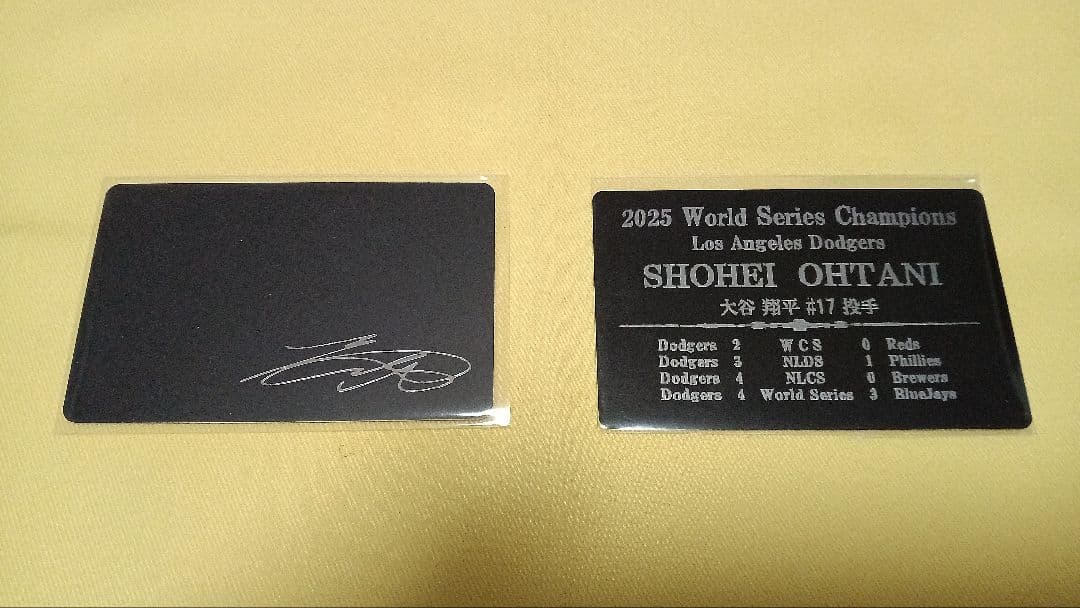 2025 World Series Champions
Los Angeles Dodgers
SHOHEI OHTANI
大谷 翔平 #17 投手
Dodgers 2 WCS 0 Reds
Dodgers 3 NLDS 1 Phillies
Dodgers 4 NLCS 0 Brewers
Dodgers 4 World Series 3 BlueJays